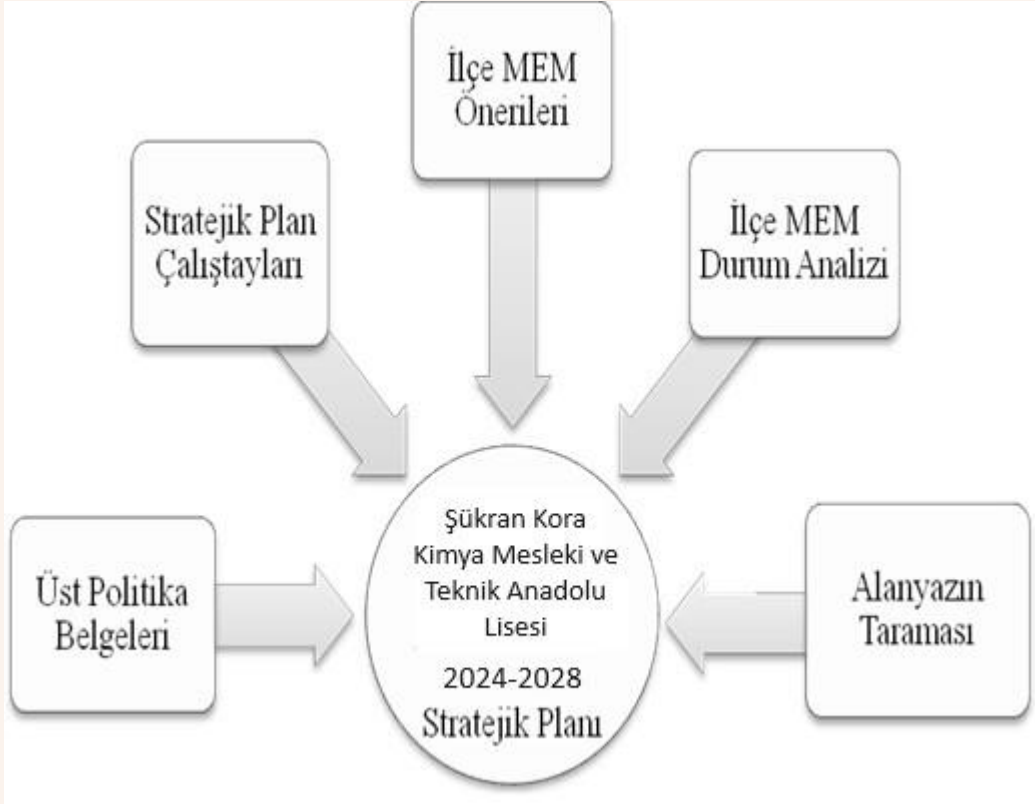 İlçe MEM
Önerileri
Stratejik Plan
Çalıştayları
İlçe MEM
Durum Analizi
Üst Politika
Belgeleri
Şükran Kora
Kimya Mesleki ve
Teknik Anadolu
Lisesi
2024-2028
Stratejik Planı
Alanyazın
Taraması